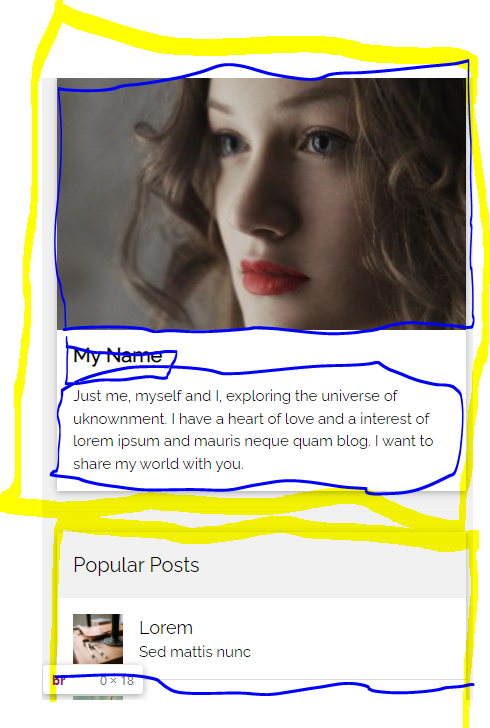 My Name
Just me, myself and I, exploring the universe of
uknownment. I have a heart of love and a interest of
lorem ipsum and mauris neque quam blog. I want to
share my world with you.
Popular Posts
Lorem
Sed mattis nunc
br 0 × 18